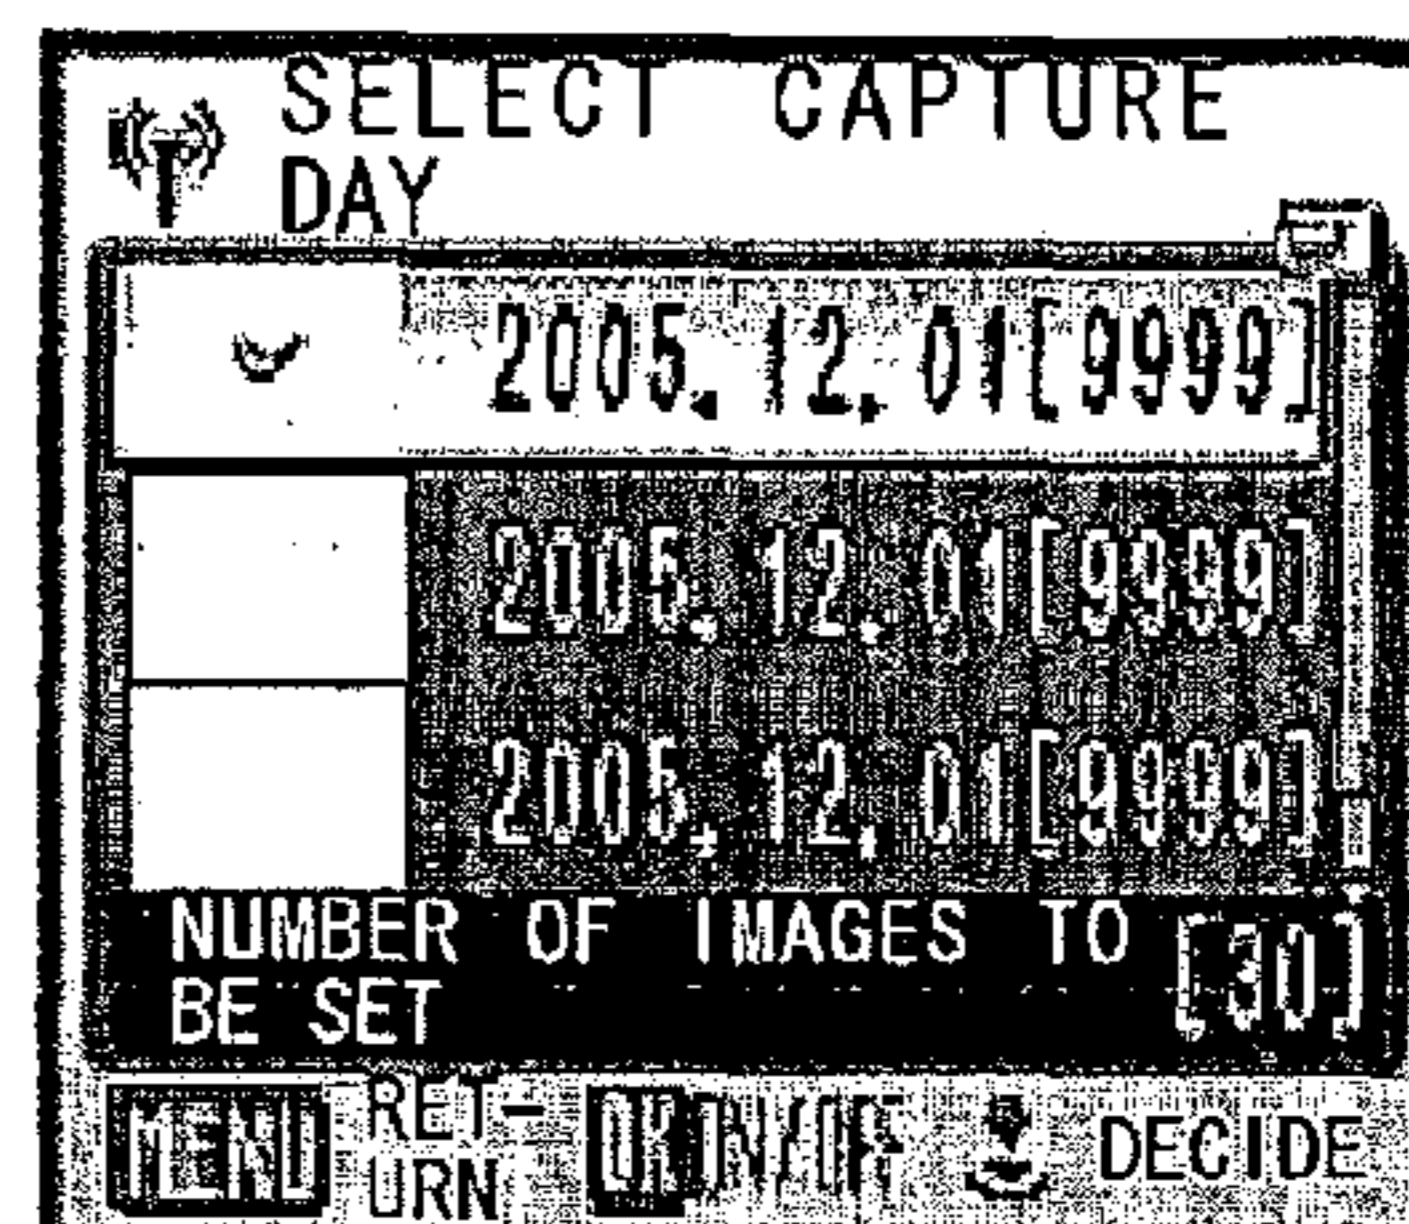 SELECT CAPTURE
DAY
2005.12.01[9999]
2005.12.01[9999]
2005.12.01[9999]
NUMBER OF IMAGES TO
BE SET [30]
MENU RET-
URN OK ON/OFF DECIDE